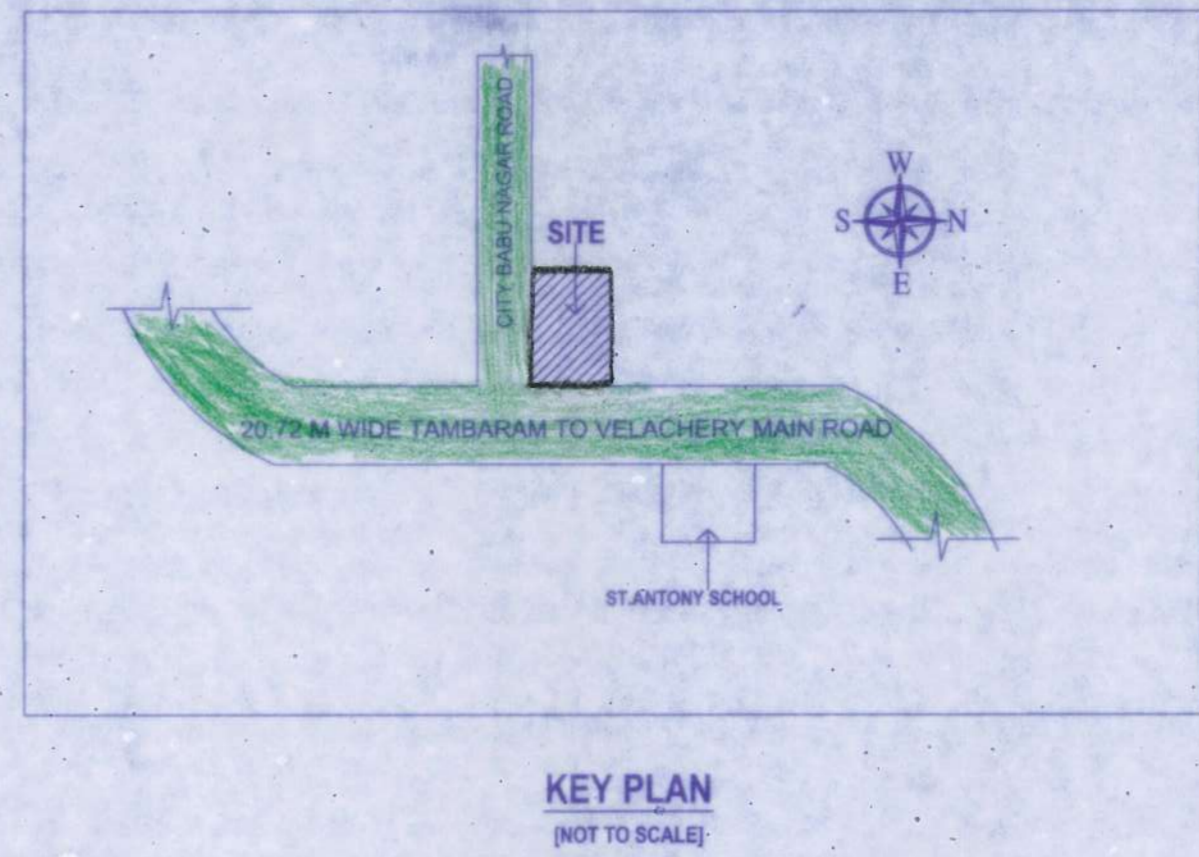 CITY BABU NAGAR ROAD
SITE
W
S
N
E
20.72 M WIDE TAMBARAM TO VELACHERY MAIN ROAD
ST.ANTONY SCHOOL
KEY PLAN
[NOT TO SCALE]